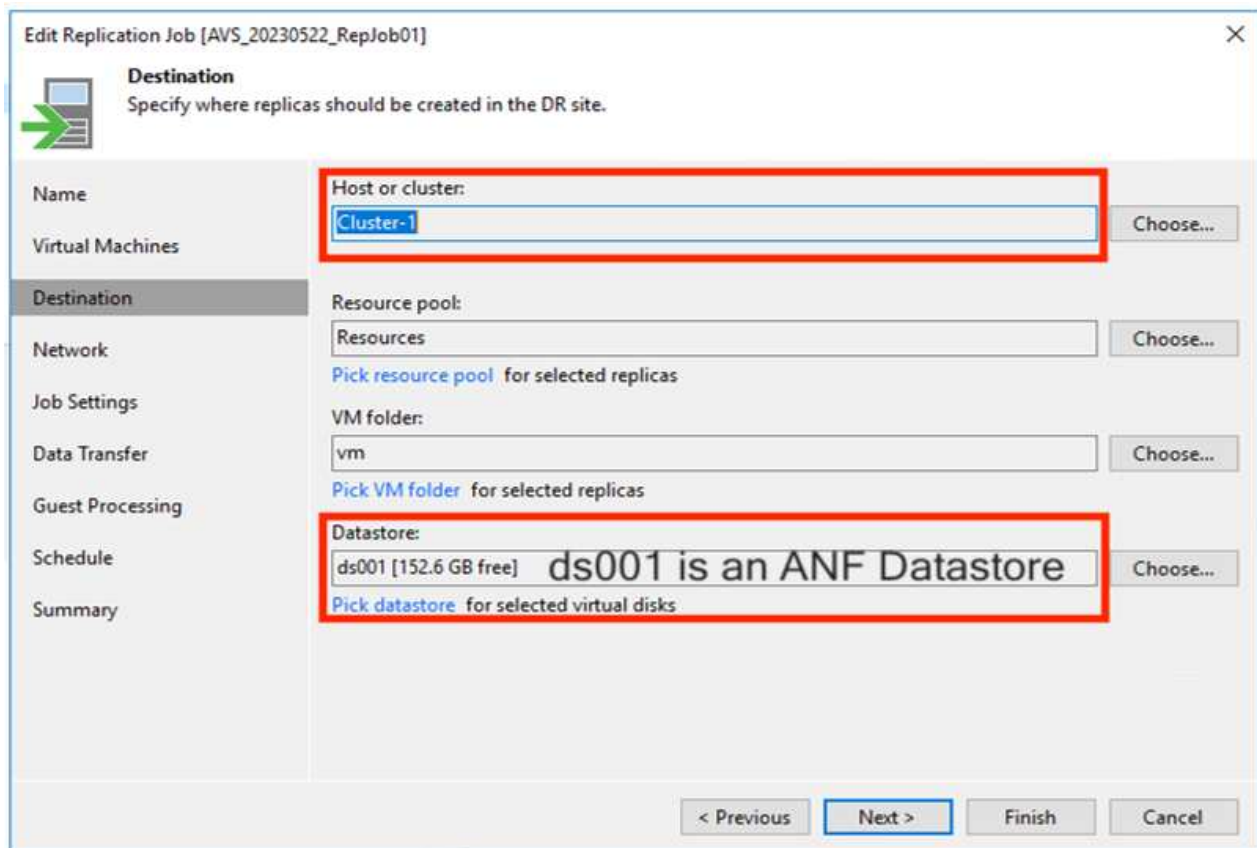 Edit Replication Job [AVS_20230522_RepJob01]
Destination
Specify where replicas should be created in the DR site.
Name
Virtual Machines
Destination
Network
Job Settings
Data Transfer
Guest Processing
Schedule
Summary
Host or cluster:
Cluster-1
Choose...
Resource pool:
Resources
Choose...
Pick resource pool for selected replicas
VM folder:
vm
Choose...
Pick VM folder for selected replicas
Datastore:
ds001 [152.6 GB free] ds001 is an ANF Datastore
Choose...
Pick datastore for selected virtual disks
< Previous
Next >
Finish
Cancel